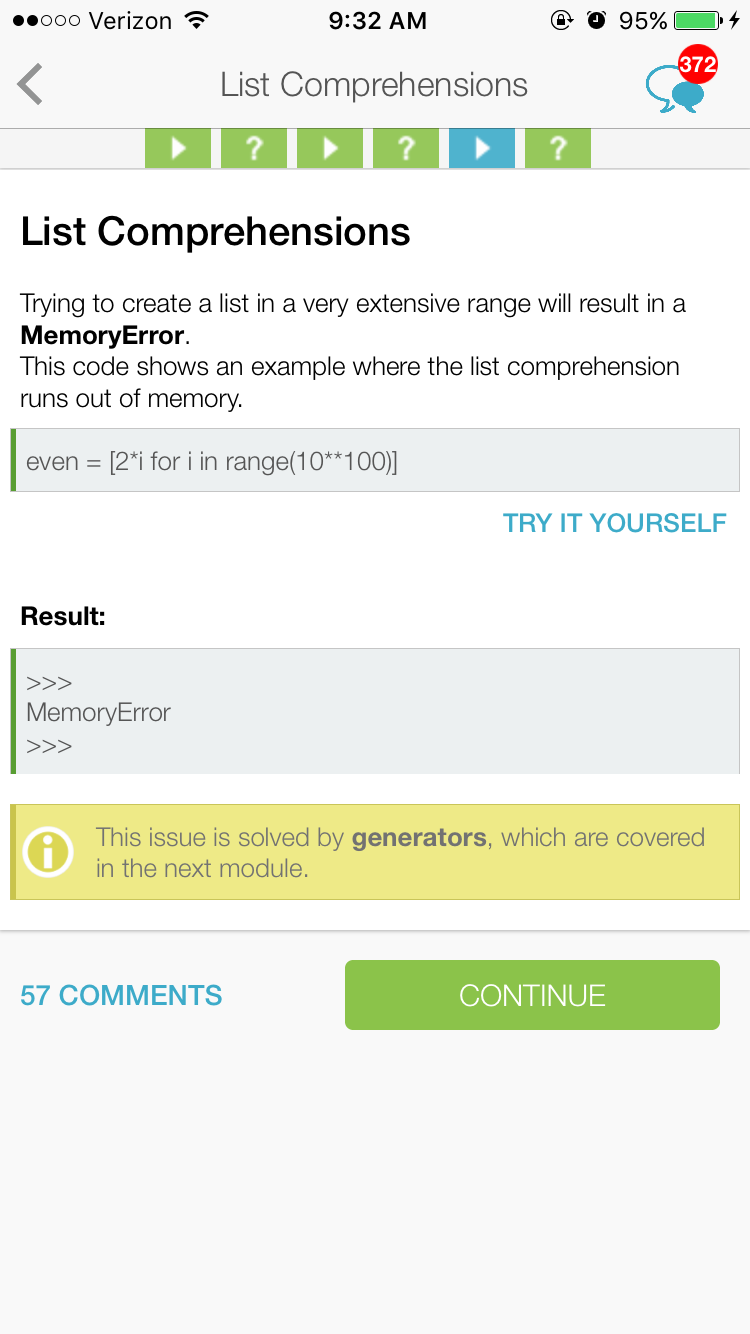 Verizon 9:32 AM 95%
List Comprehensions 372
? ? ?
List Comprehensions
Trying to create a list in a very extensive range will result in a
MemoryError.
This code shows an example where the list comprehension
runs out of memory.
even = [2*i for i in range(10**100)]
TRY IT YOURSELF
Result:
>>>
MemoryError
>>>
This issue is solved by generators, which are covered
in the next module.
57 COMMENTS CONTINUE